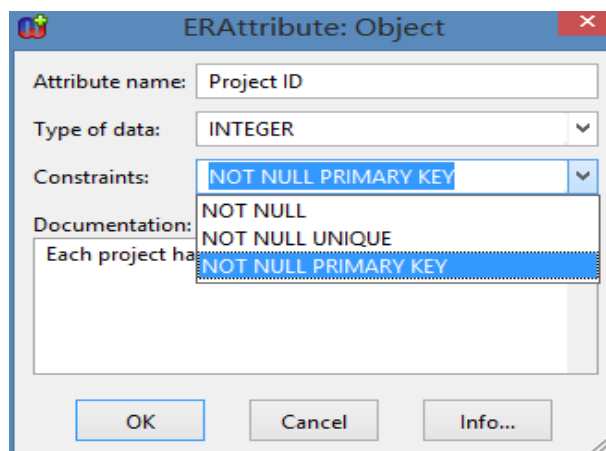 ERAttribute: Object
Attribute name: Project ID
Type of data: INTEGER
Constraints: NOT NULL PRIMARY KEY
NOT NULL
Documentation:
NOT NULL UNIQUE
Each project ha
NOT NULL PRIMARY KEY
OK Cancel Info...